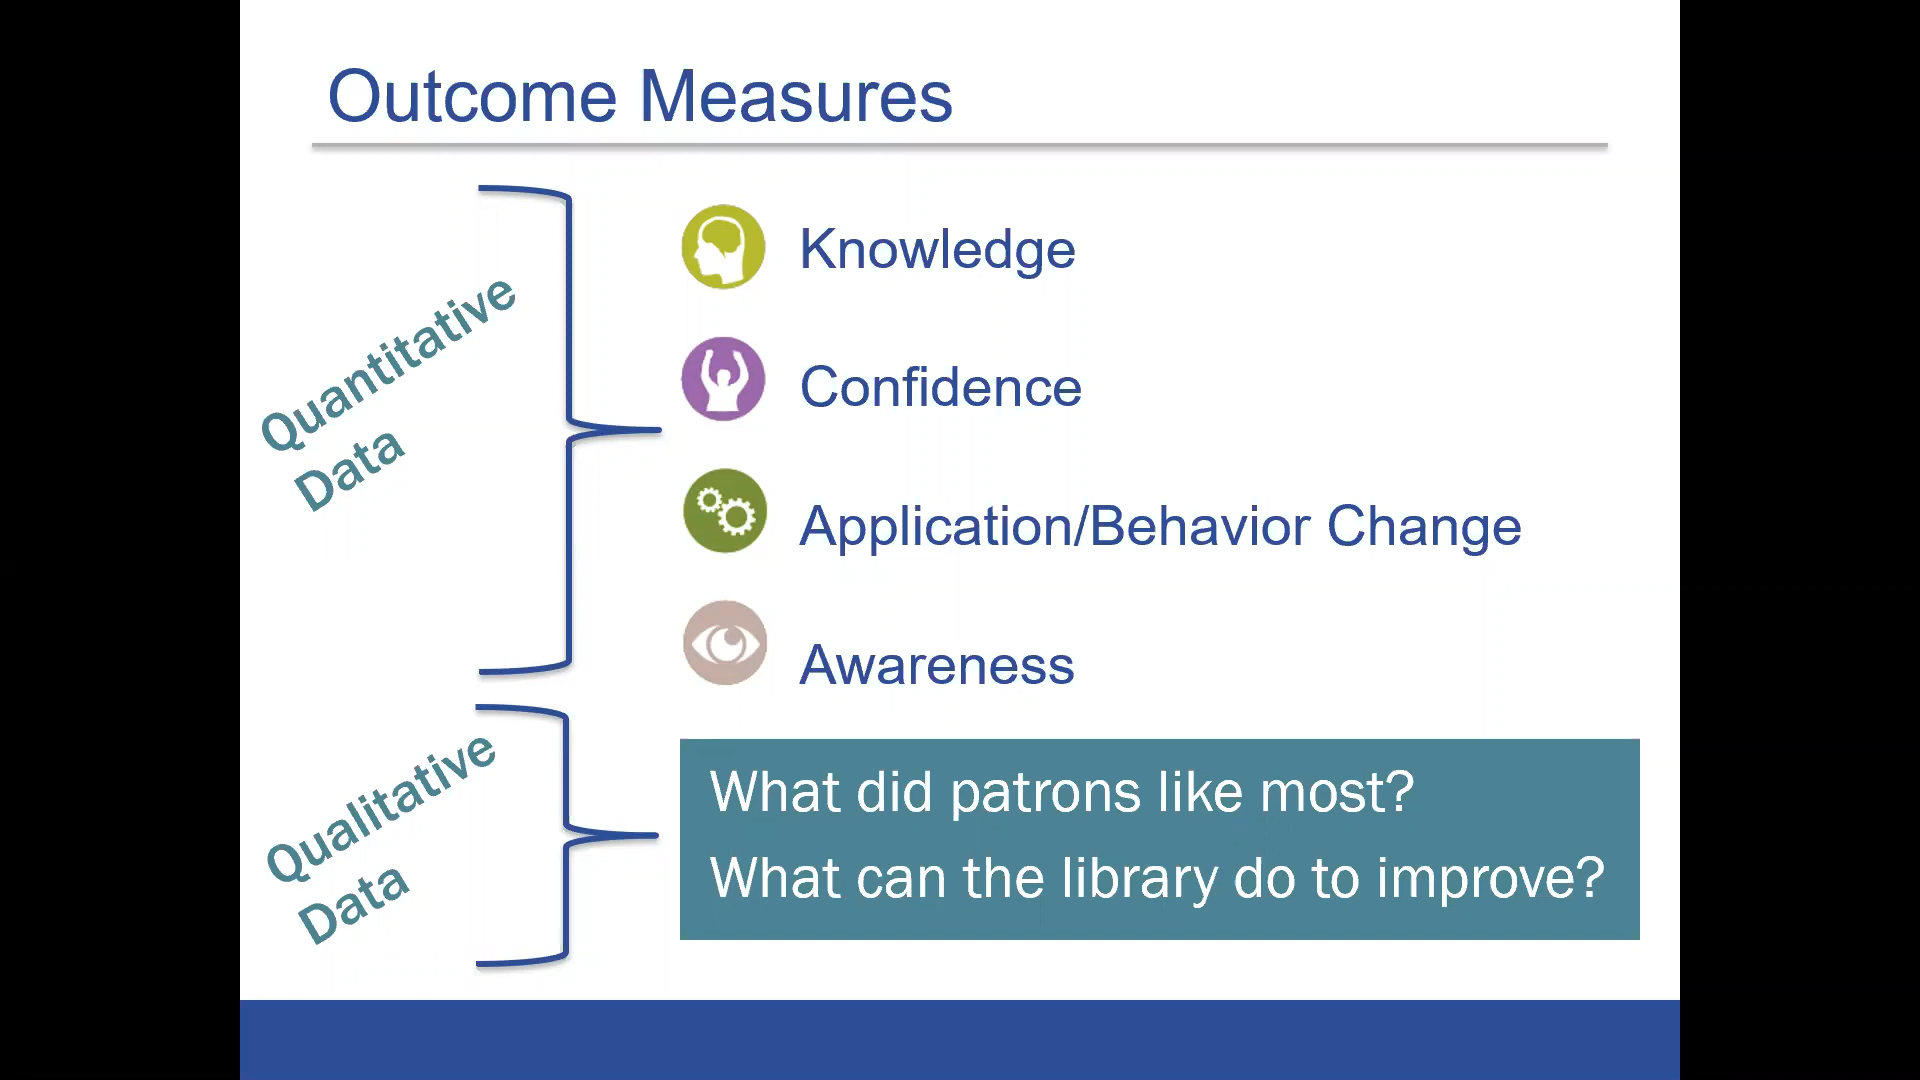 Outcome Measures
Quantitative
Data
Knowledge
Confidence
Application/Behavior Change
Awareness
Qualitative
Data
What did patrons like most?
What can the library do to improve?